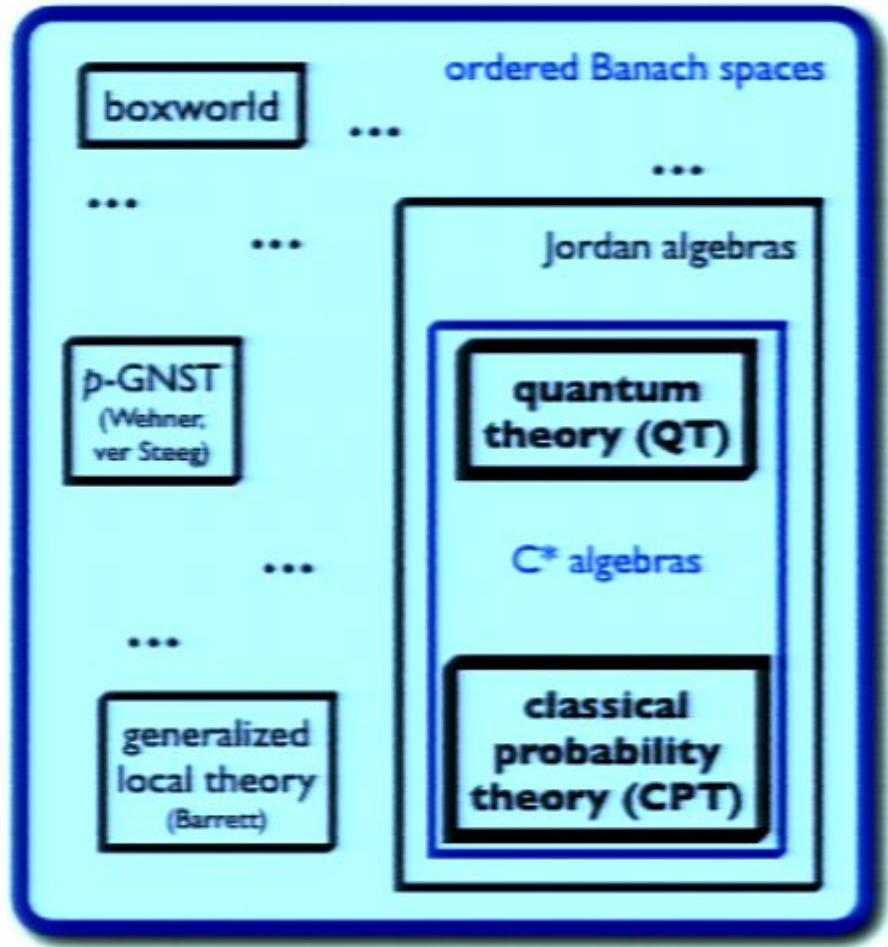 ordered Banach spaces
boxworld
...
...
...
...
Jordan algebras
p-GNST
(Wehner,
ver Steeg)
quantum
theory (QT)
C* algebras
...
...
generalized
local theory
(Barrett)
classical
probability
theory (CPT)